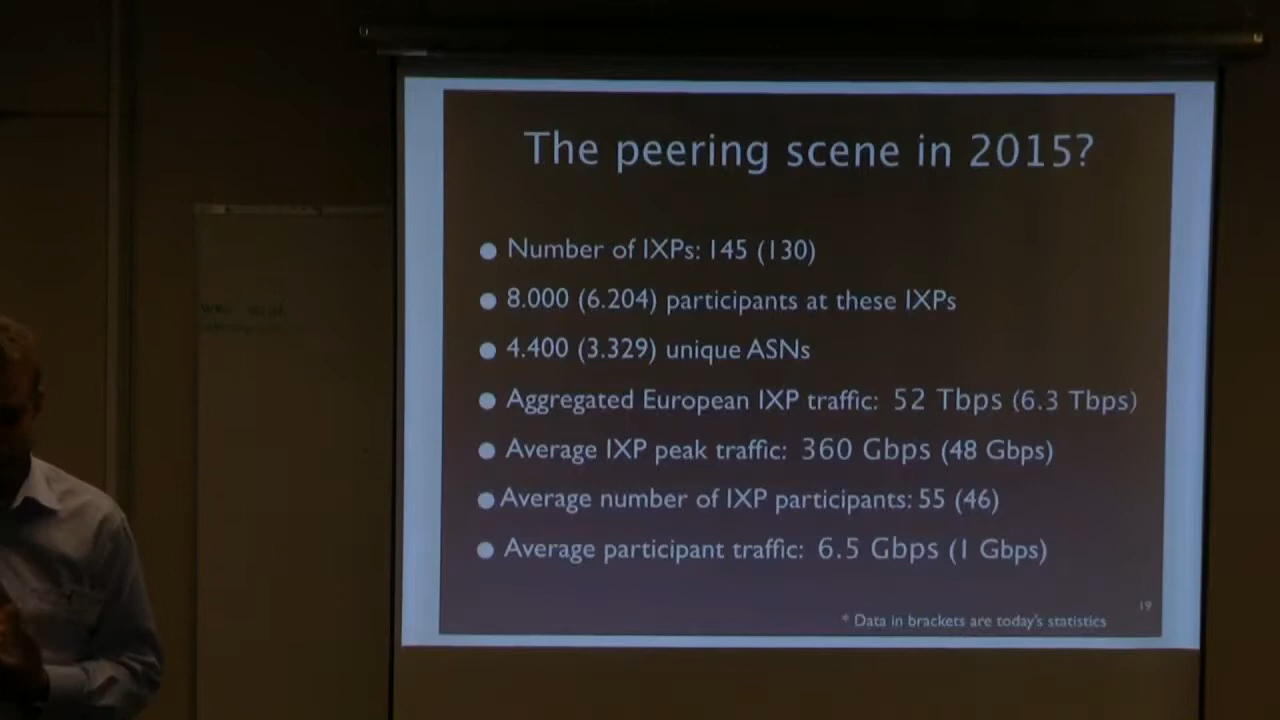 The peering scene in 2015?
● Number of IXPs: 145 (130)
● 8.000 (6.204) participants at these IXPs
● 4.400 (3.329) unique ASNs
● Aggregated European IXP traffic: 52 Tbps (6.3 Tbps)
● Average IXP peak traffic: 360 Gbps (48 Gbps)
● Average number of IXP participants: 55 (46)
● Average participant traffic: 6.5 Gbps (1 Gbps)
19
* Data in brackets are today's statistics